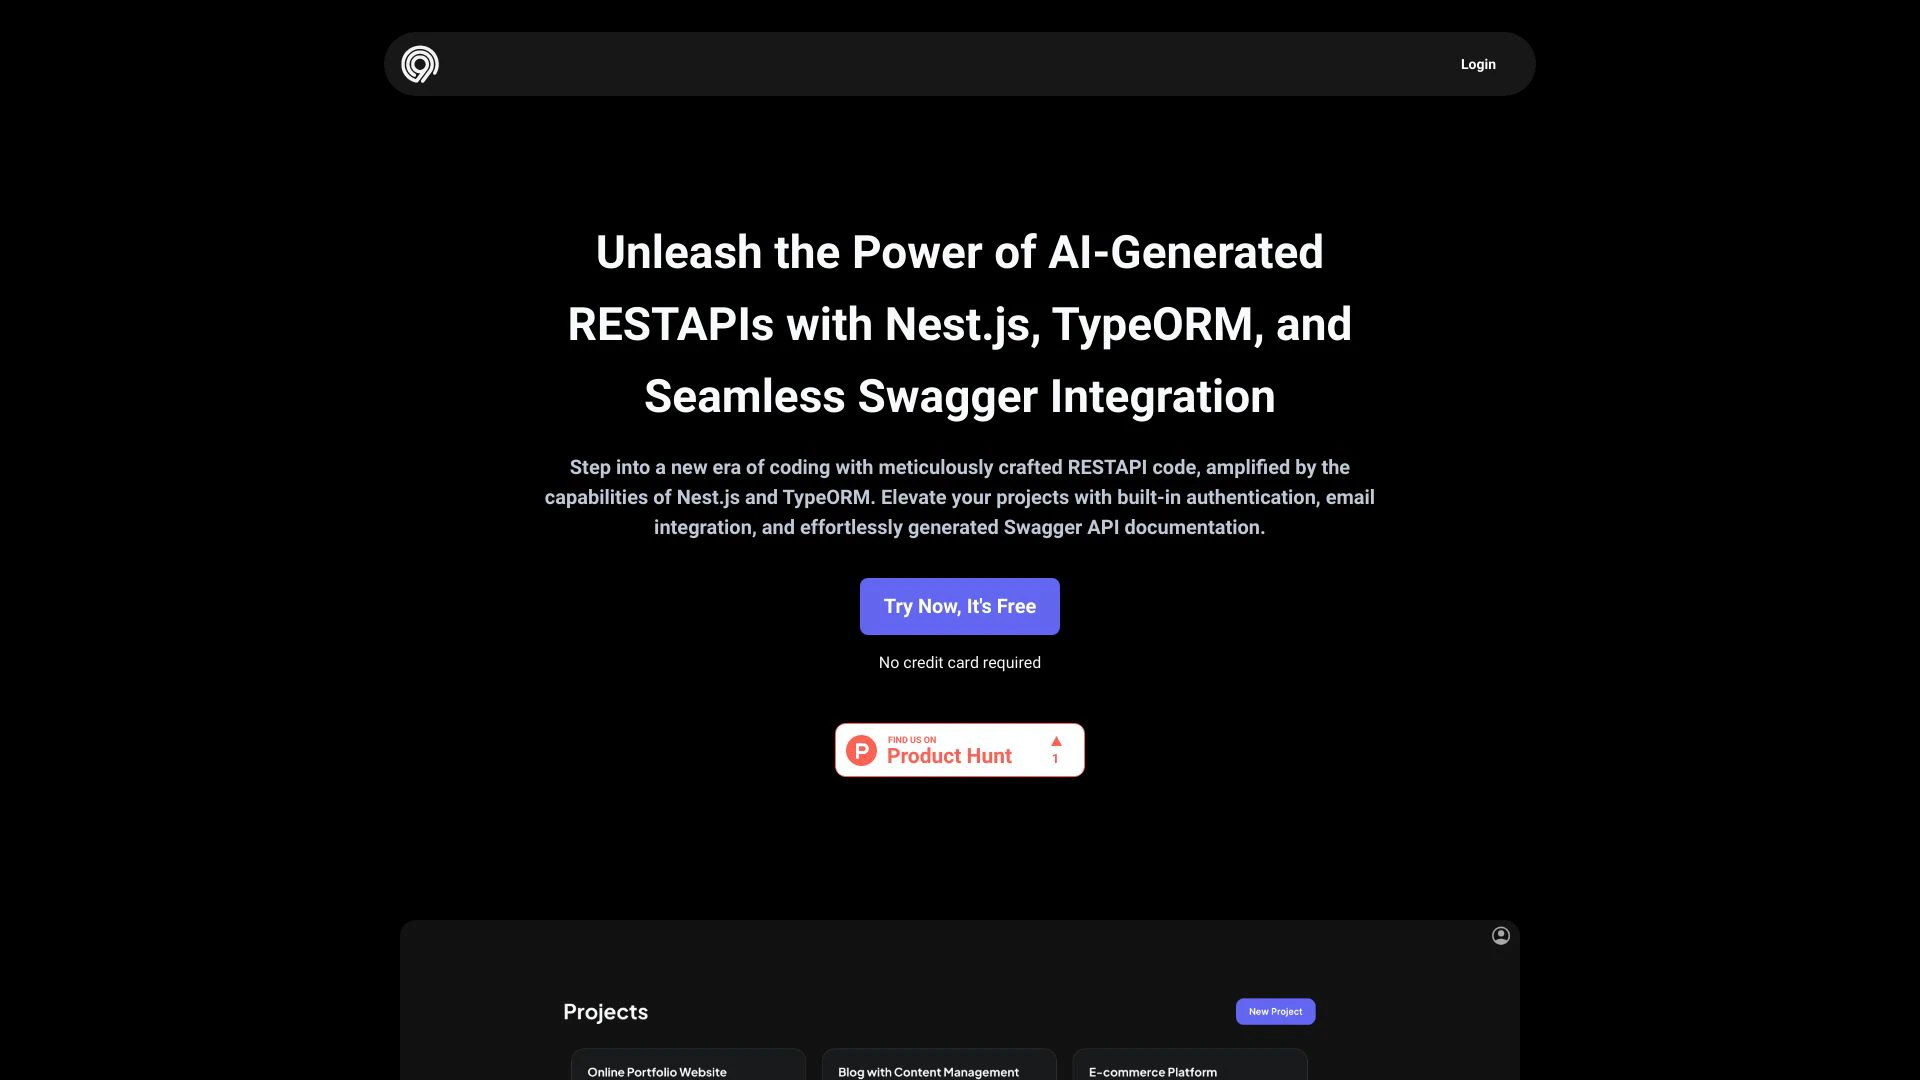 Login
Unleash the Power of AI-Generated
RESTAPIs with Nest.js, TypeORM, and
Seamless Swagger Integration
Step into a new era of coding with meticulously crafted RESTAPI code, amplified by the
capabilities of Nest.js and TypeORM. Elevate your projects with built-in authentication, email
integration, and effortlessly generated Swagger API documentation.
Try Now, It's Free
No credit card required
P
FIND US ON
Product Hunt
▲
1
Projects
New Project
Online Portfolio Website
Blog with Content Management
E-commerce Platform